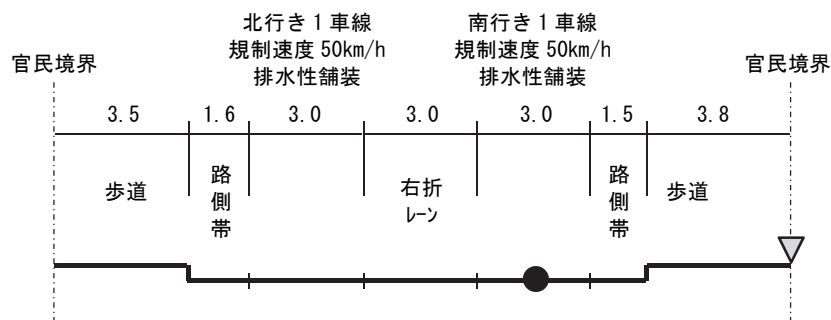 北行き1車線
規制速度 50km/h
排水性舗装
南行き1車線
規制速度 50km/h
排水性舗装
官民境界
官民境界
3.5
1.6
3.0
3.0
3.0
1.5
3.8
歩道
路側帯
右折
レーン
路側帯
歩道